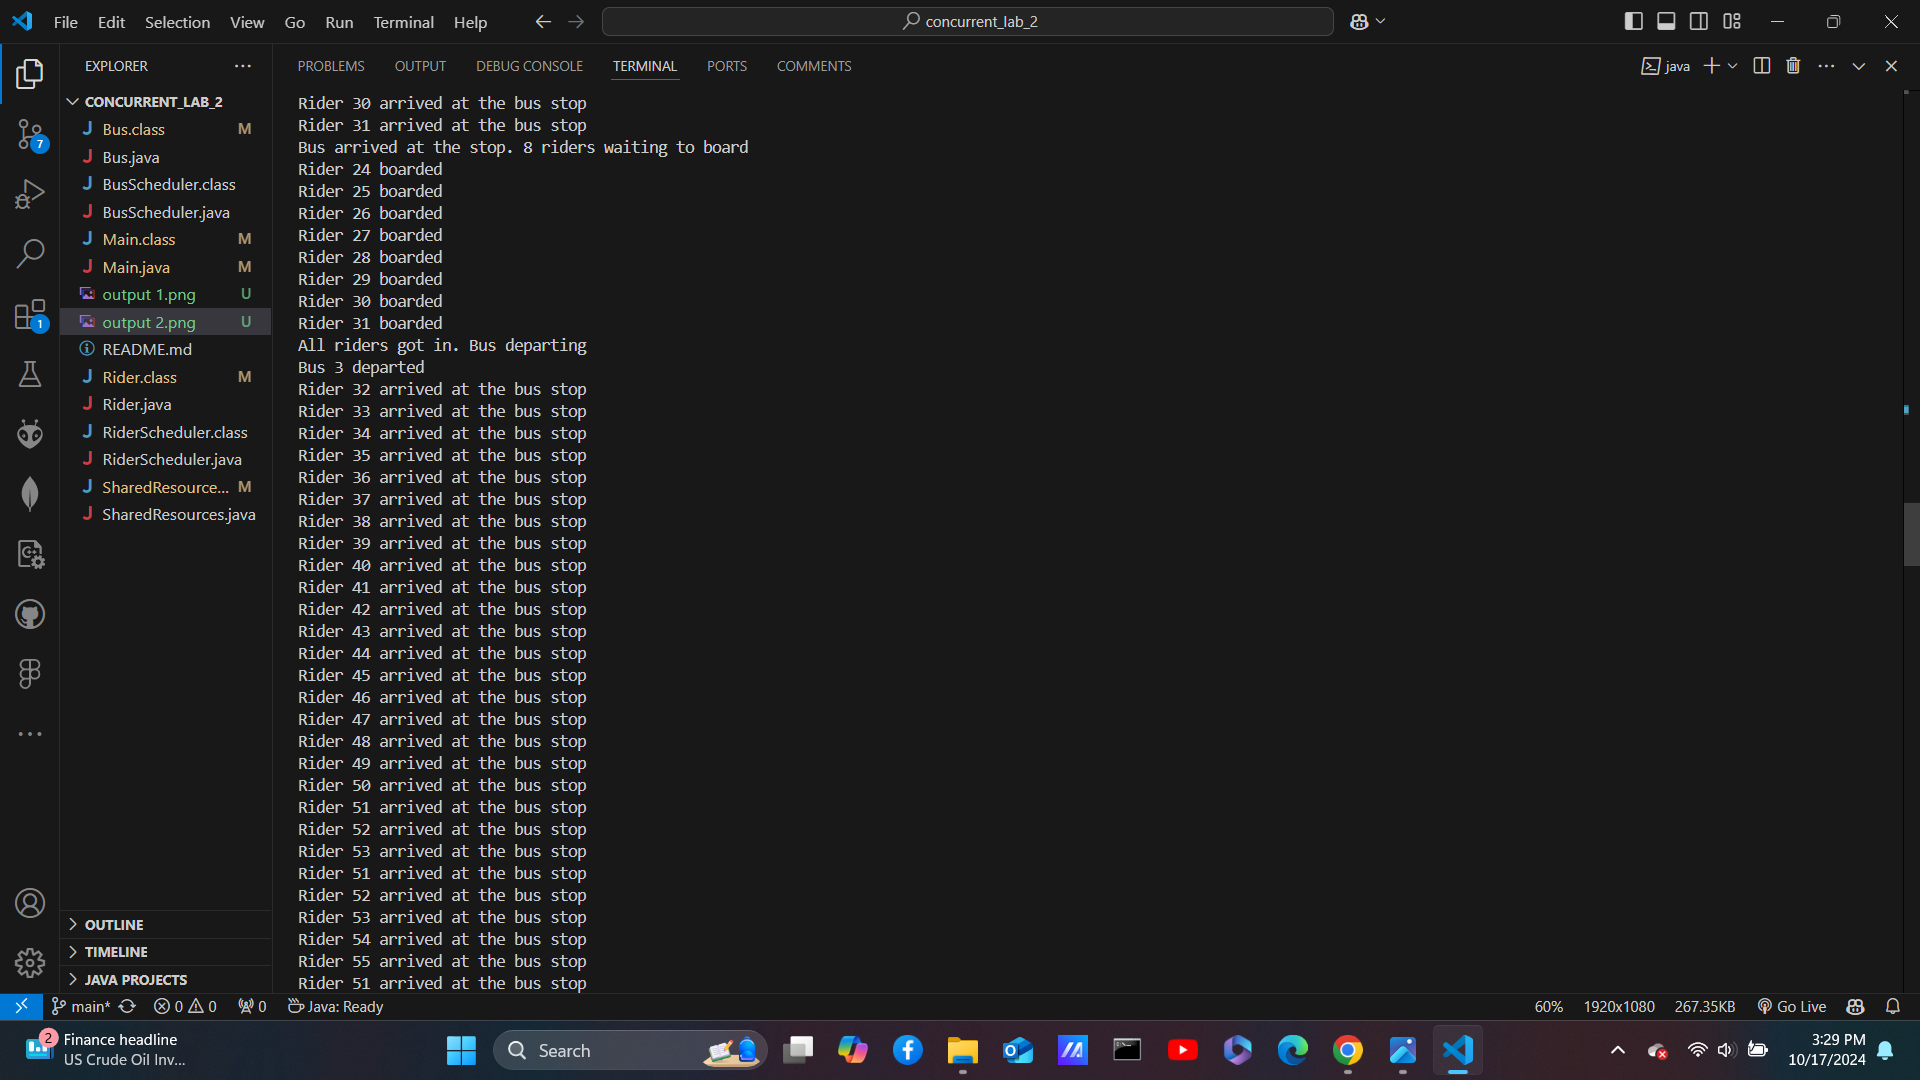 File Edit Selection View Go Run Terminal Help
concurrent_lab_2
EXPLORER
CONCURRENT_LAB_2
Bus.class M
Bus.java
BusScheduler.class
BusScheduler.java
Main.class M
Main.java M
output 1.png U
output 2.png U
README.md
Rider.class M
Rider.java
RiderScheduler.class
RiderScheduler.java
SharedResource... M
SharedResources.java
OUTLINE
TIMELINE
JAVA PROJECTS
7
1
PROBLEMS OUTPUT DEBUG CONSOLE TERMINAL PORTS COMMENTS
java
Rider 30 arrived at the bus stop
Rider 31 arrived at the bus stop
Bus arrived at the stop. 8 riders waiting to board
Rider 24 boarded
Rider 25 boarded
Rider 26 boarded
Rider 27 boarded
Rider 28 boarded
Rider 29 boarded
Rider 30 boarded
Rider 31 boarded
All riders got in. Bus departing
Bus 3 departed
Rider 32 arrived at the bus stop
Rider 33 arrived at the bus stop
Rider 34 arrived at the bus stop
Rider 35 arrived at the bus stop
Rider 36 arrived at the bus stop
Rider 37 arrived at the bus stop
Rider 38 arrived at the bus stop
Rider 39 arrived at the bus stop
Rider 40 arrived at the bus stop
Rider 41 arrived at the bus stop
Rider 42 arrived at the bus stop
Rider 43 arrived at the bus stop
Rider 44 arrived at the bus stop
Rider 45 arrived at the bus stop
Rider 46 arrived at the bus stop
Rider 47 arrived at the bus stop
Rider 48 arrived at the bus stop
Rider 49 arrived at the bus stop
Rider 50 arrived at the bus stop
Rider 51 arrived at the bus stop
Rider 52 arrived at the bus stop
Rider 53 arrived at the bus stop
Rider 51 arrived at the bus stop
Rider 52 arrived at the bus stop
Rider 53 arrived at the bus stop
Rider 54 arrived at the bus stop
Rider 55 arrived at the bus stop
Rider 51 arrived at the bus stop
main* 0 0 0 Java: Ready 60% 1920x1080 267.35KB Go Live
2
Finance headline
US Crude Oil Inv...
Search
3:29 PM
10/17/2024